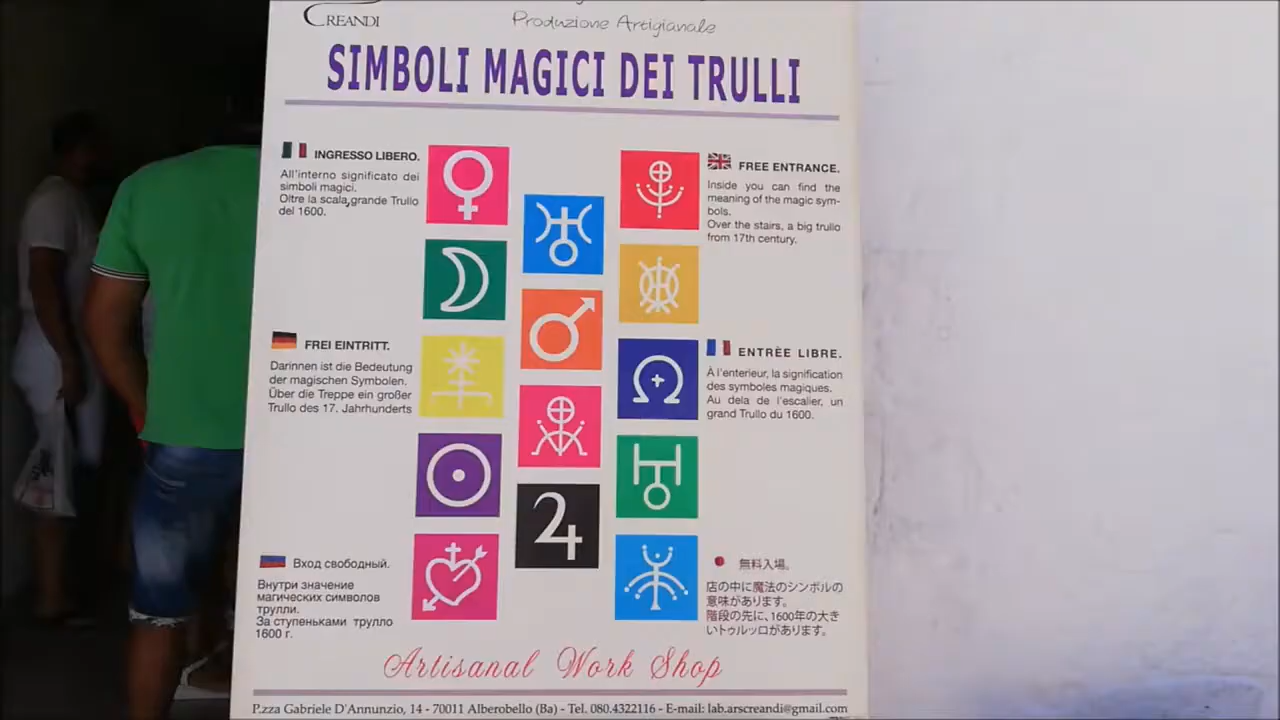 CREANDI
Produzione Artigianale
SIMBOLI MAGICI DEI TRULLI
INGRESSO LIBERO.
All'interno significato dei
simboli magici.
Oltre la scala, grande Trullo
del 1600.
FREE ENTRANCE.
Inside you can find the
meaning of the magic sym-
bols.
Over the stairs, a big trullo
from 17th century.
FREI EINTRITT.
Darinnen ist die Bedeutung
der magischen Symbolen.
Über die Treppe ein großer
Trullo des 17. Jahrhunderts
ENTRÈE LIBRE.
À l'enterieur, la signification
des symboles magiques.
Au dela de l'escalier, un
grand Trullo du 1600.
Вход свободный.
Внутри значение
магических символов
трулли.
За ступеньками трулло
1600 г.
無料入場。
店の中に魔法のシンボルの
意味があります。
階段の先に、1600年の大き
いトゥルッロがあります。
Artisanal Work Shop
P.zza Gabriele D'Annunzio, 14 - 70011 Alberobello (Ba) - Tel. 080.4322116 - E-mail: lab.arscreandi@gmail.com